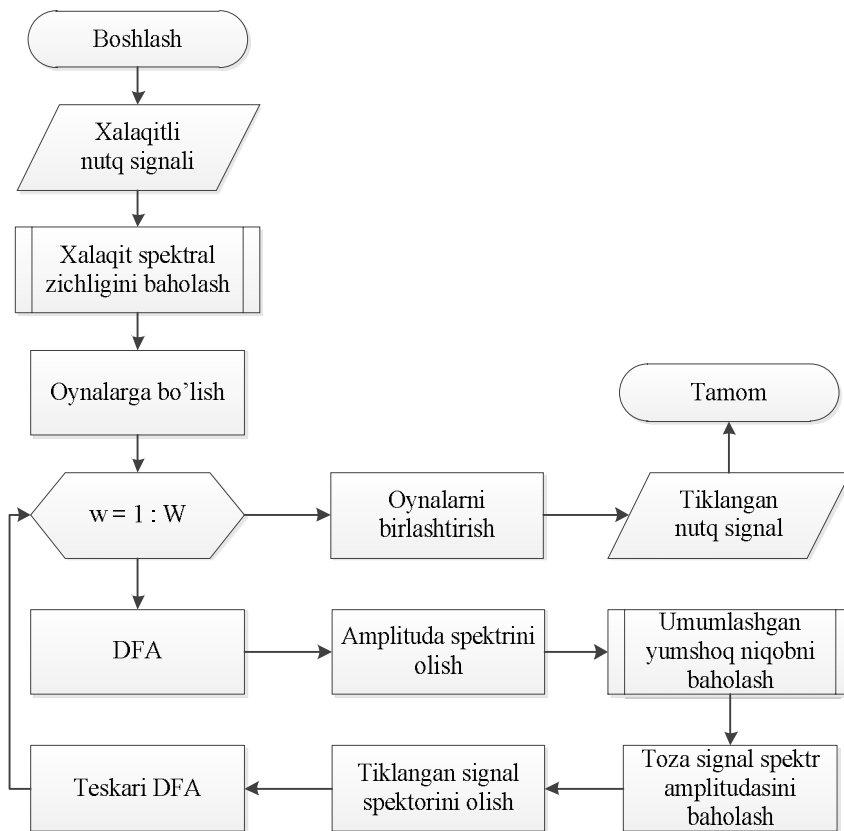 Boshlash
Xalaqitli
nutq signali
Xalaqit spektral
zichligini baholash
Oynalarga bo’lish
Tamom
w = 1 : W
Oynalarni
birlashtirish
Tiklangan
nutq signal
DFA
Amplituda spektrini
olish
Umumlashgan
yumshoq niqobni
baholash
Toza signal spektr
amplitudasini
baholash
Tiklangan signal
spektorini olish
Teskari DFA